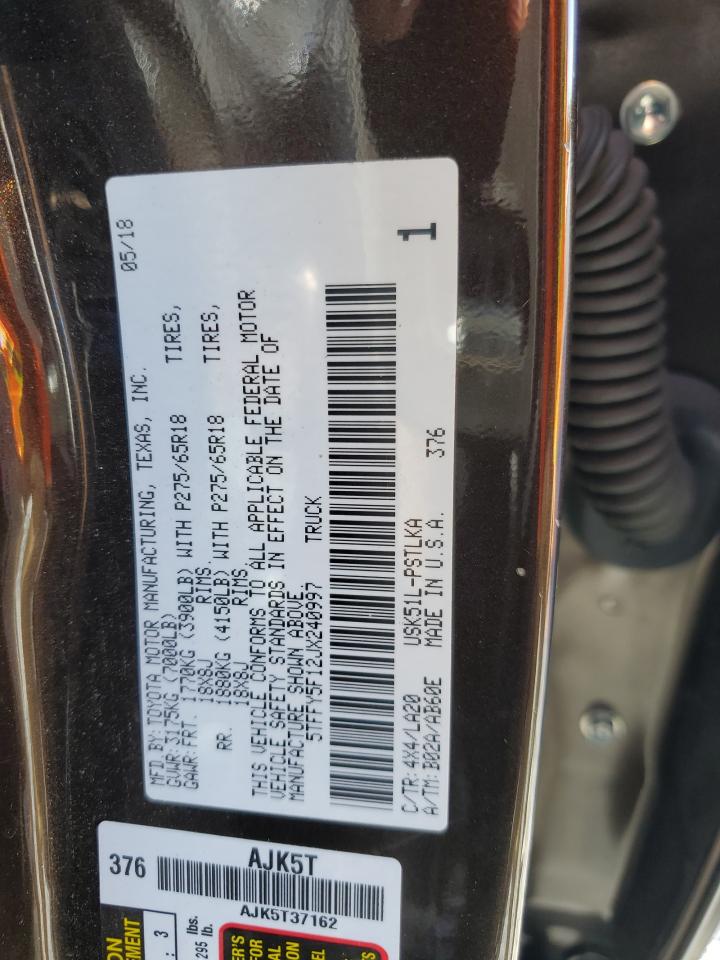 MFD.BY:TOYOTA MOTOR MANUFACTURING, TEXAS, INC. 05/18
GVWR:3175KG (7000LB)
GAWR:FRT. 1770KG (3900LB) WITH P275/65R18 TIRES,
18X8J RIMS.
RR. 1880KG (4150LB) WITH P275/65R18 TIRES,
18X8J RIMS
THIS VEHICLE CONFORMS TO ALL APPLICABLE FEDERAL MOTOR
VEHICLE SAFETY STANDARDS IN EFFECT ON THE DATE OF
MANUFACTURE SHOWN ABOVE.
5TFFY5F12JX240997 TRUCK
C/TR:4X4/LA20 USK51L-PSTLKA
A/TM:B02A/AB60E MADE IN U.S.A. 376 1
376 AJK5T
AJK5T37162
: 3
lbs.
295 lb.